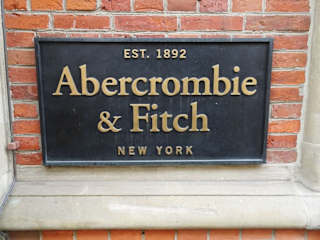 EST. 1892
Abercrombie
& Fitch
NEW YORK